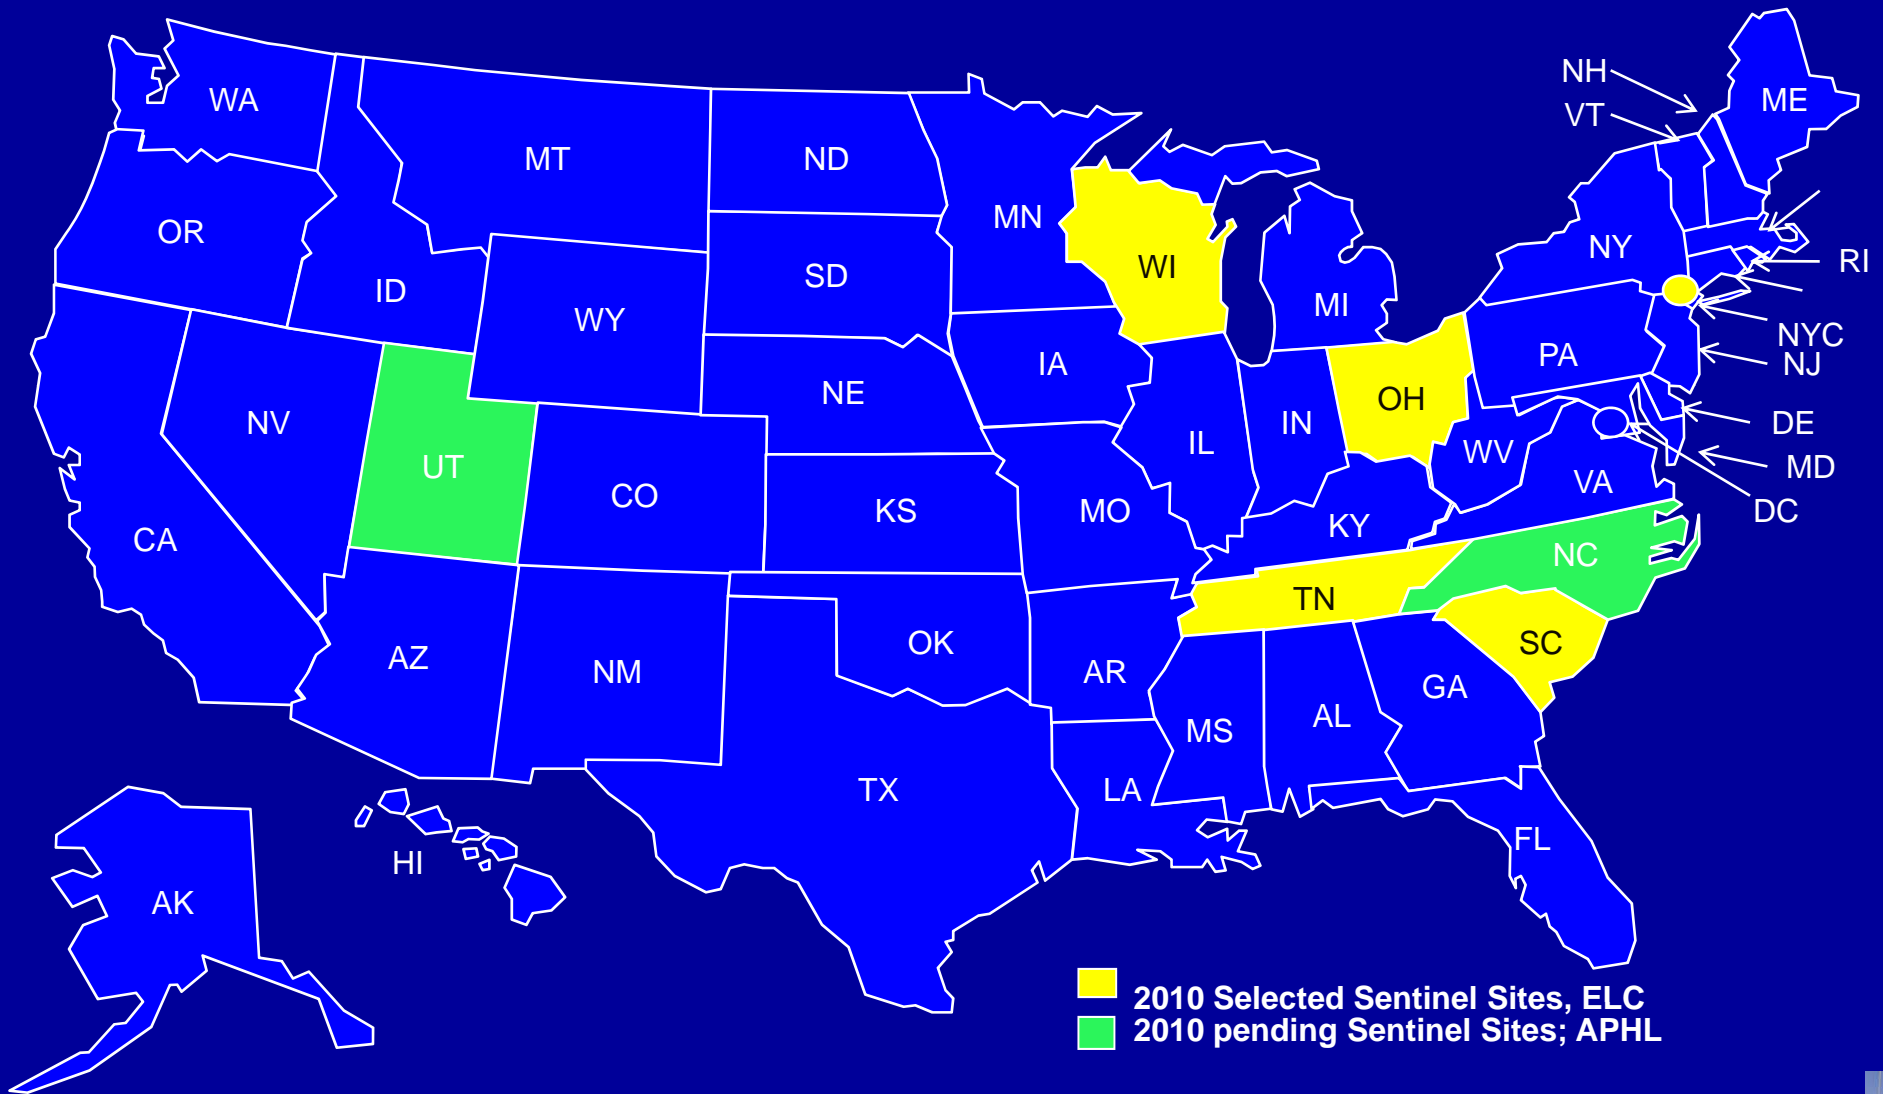 NH
WA
ME
VT
MT
ND
MN
OR
NY
RI
WI
SD
ID
MI
WY
NYC
PA
NJ
IA
NE
OH
NV
IN
DE
IL
WV
UT
MD
VA
CO
KS
MO
DC
KY
CA
NC
TN
OK
SC
AZ
NM
AR
GA
AL
MS
TX
LA
FL
HI
AK
2010 Selected Sentinel Sites, ELC
2010 pending Sentinel Sites; APHL